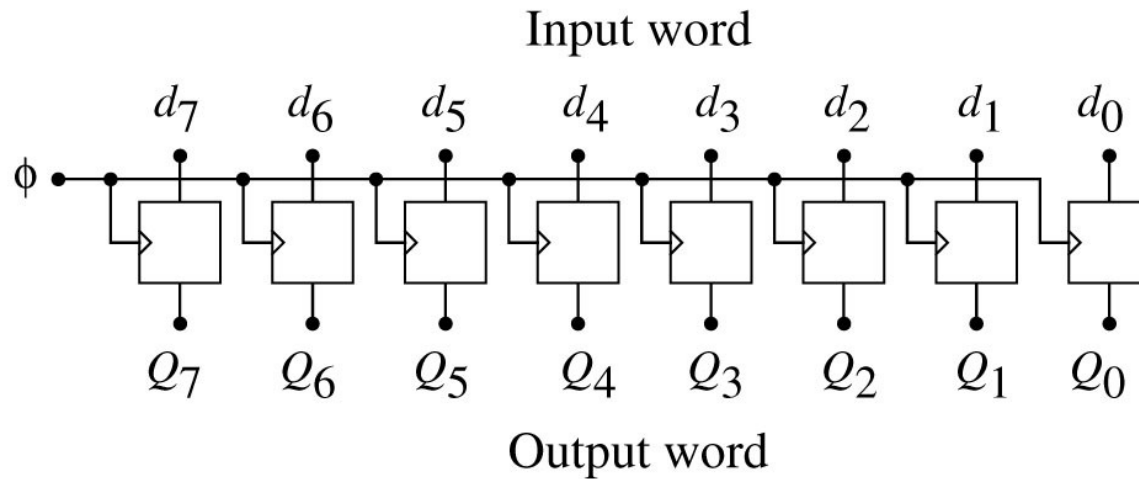 Input word
d7 d6 d5 d4 d3 d2 d1 d0
ϕ
Q7 Q6 Q5 Q4 Q3 Q2 Q1 Q0
Output word